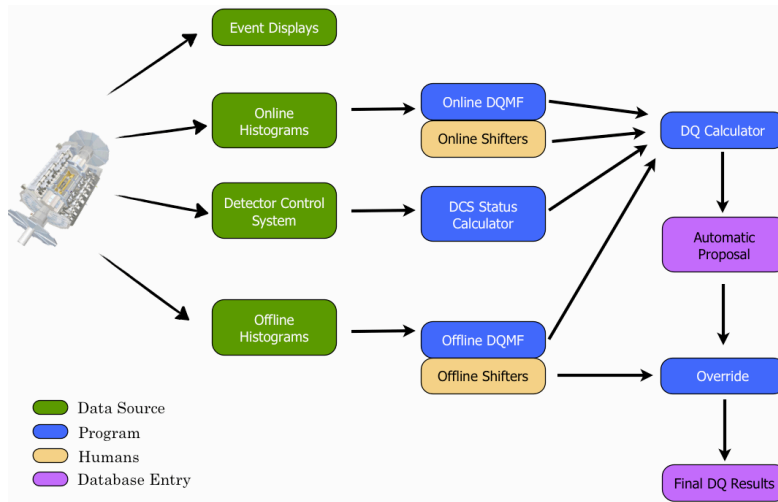 Event Displays
Online
Histograms
Online DQMF
Online Shifters
DQ Calculator
Detector Control
System
DCS Status
Calculator
Automatic
Proposal
Offline
Histograms
Offline DQMF
Offline Shifters
Override
Data Source
Program
Humans
Database Entry
Final DQ Results